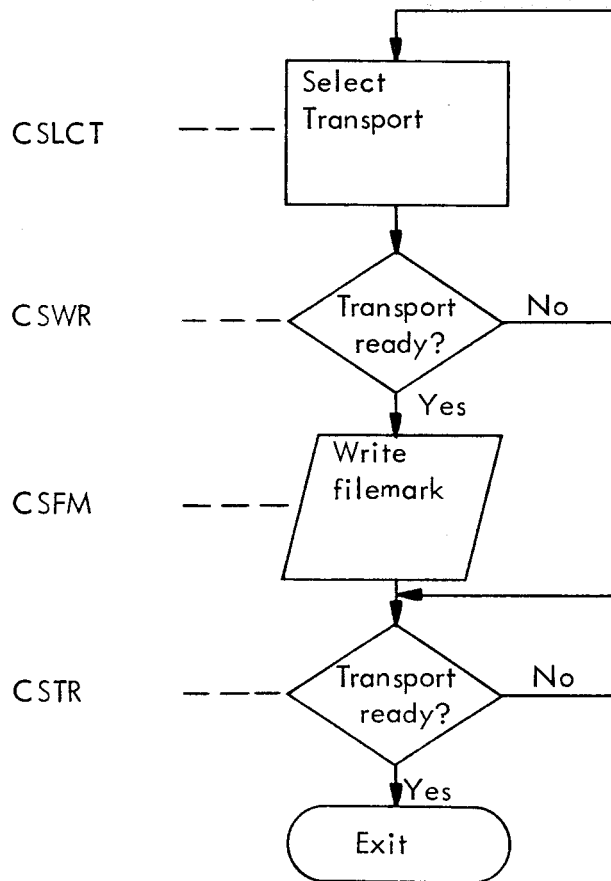 Select
Transport
CSLCT
CSWR
Transport
ready?
No
Yes
Write
filemark
CSFM
CSTR
Transport
ready?
No
Yes
Exit